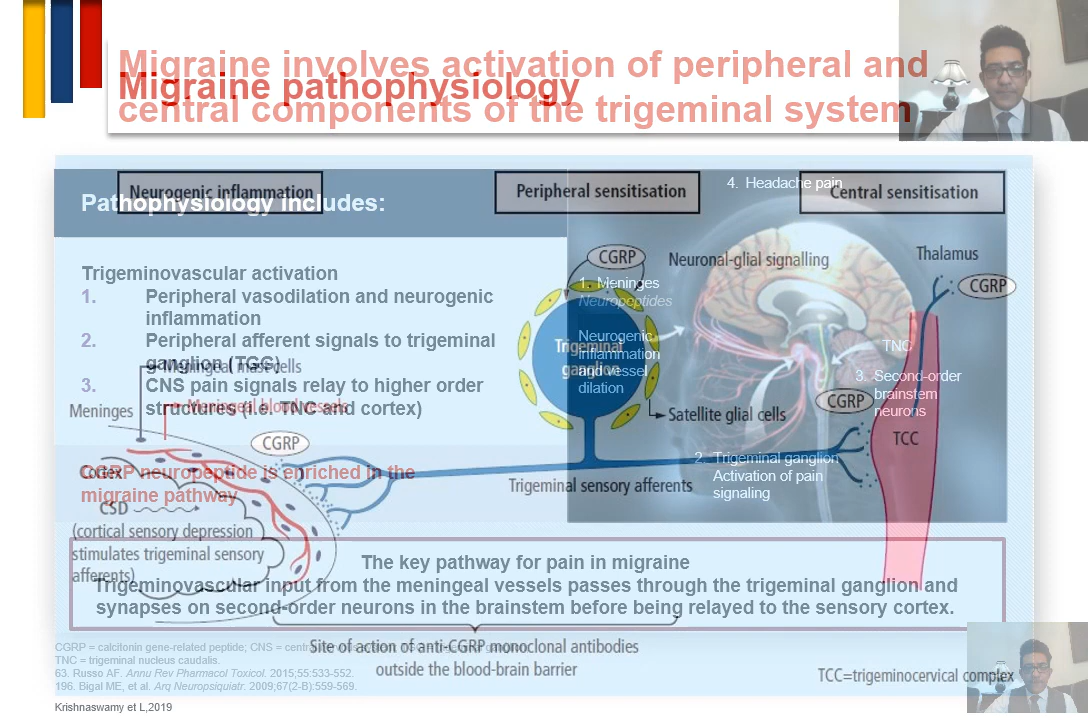 Migraine involves activation of peripheral and
central components of the trigeminal system
Migraine pathophysiology
Neurogenic inflammation
Peripheral sensitisation
Central sensitisation
Pathophysiology includes:
4. Headache pain
Trigeminovascular activation
1. Peripheral vasodilation and neurogenic
inflammation
2. Peripheral afferent signals to trigeminal
ganglion (TGG)
3. CNS pain signals relay to higher order
structures (i.e. TNC and cortex)
CGRP neuropeptide is enriched in the
migraine pathway
CGRP
Neuronal-glial signalling
Thalamus
CGRP
1. Meninges
Neuropeptides
Neurogenic
inflammation
and vessel
dilation
Trigeminal
ganglion
TNC
3. Second-order
brainstem
neurons
CGRP
TCC
Satellite glial cells
2. Trigeminal ganglion
Activation of pain
signaling
Trigeminal sensory afferents
Meningeal mast cells
Meningeal blood vessels
Meninges
CGRP
Cortex
CSD
(cortical sensory depression
stimulates trigeminal sensory
afferents)
The key pathway for pain in migraine
Trigeminovascular input from the meningeal vessels passes through the trigeminal ganglion and
synapses on second-order neurons in the brainstem before being relayed to the sensory cortex.
Site of action of anti-CGRP monoclonal antibodies
outside the blood-brain barrier
TCC=trigeminocervical complex
CGRP = calcitonin gene-related peptide; CNS =
TNC = trigeminal nucleus caudalis.
63. Russo AF. Annu Rev Pharmacol Toxicol. 2015;55:533-552.
196. Bigal ME, et al. Arq Neuropsiquiatr. 2009;67(2-B):559-569.
Krishnaswamy et L,2019